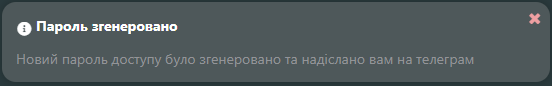 Пароль згенеровано
Новий пароль доступу було згенеровано та надіслано вам на телеграм